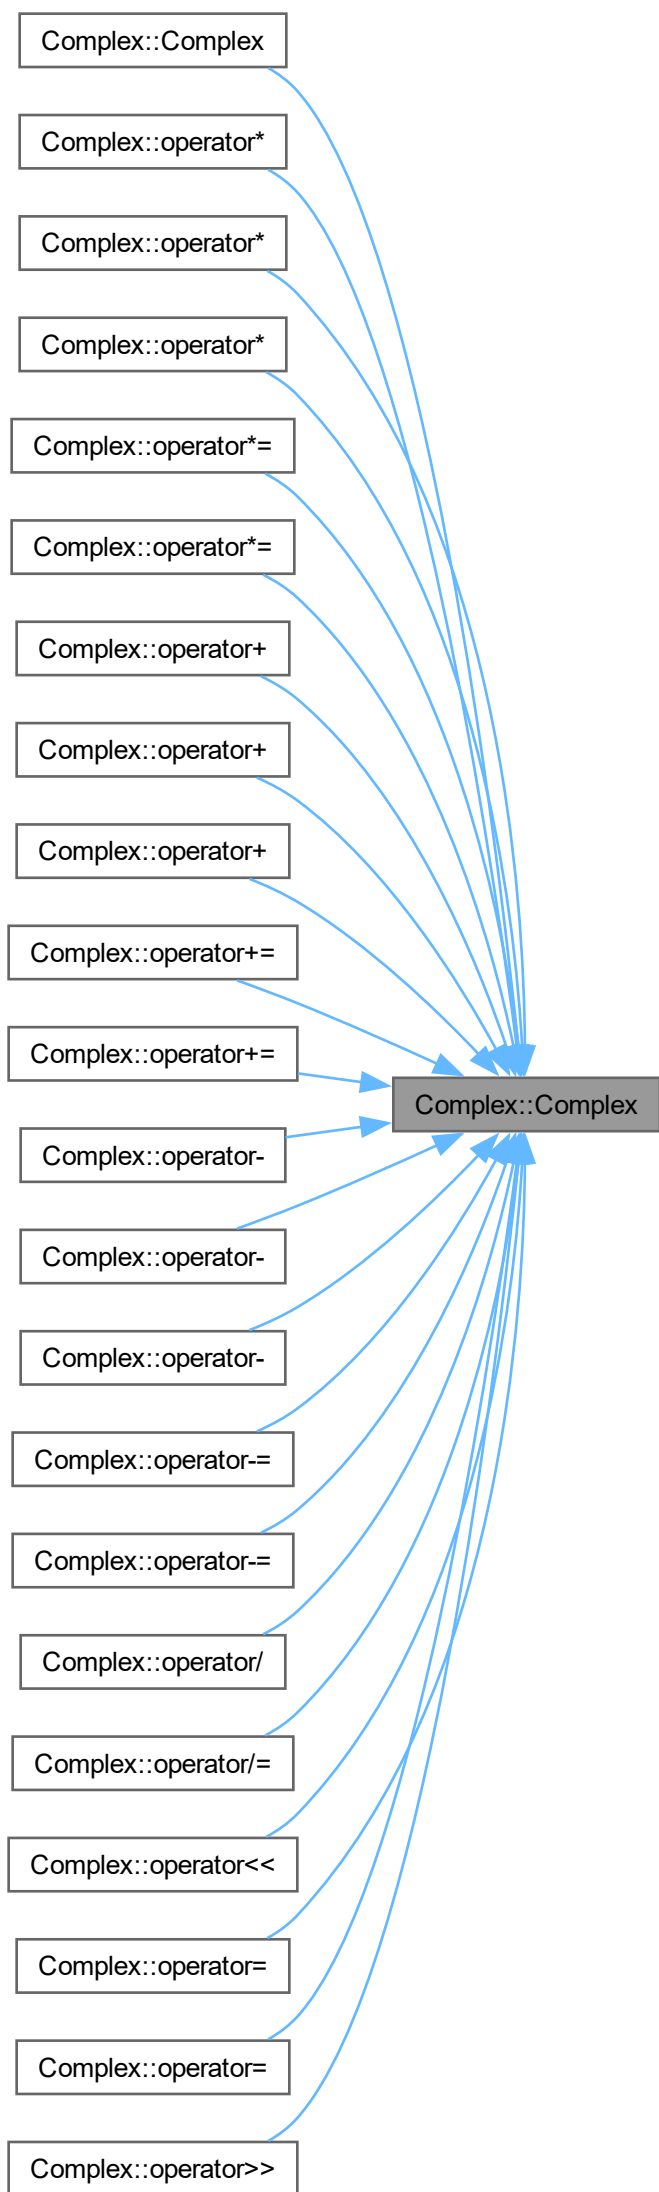 Complex::Complex
Complex::operator*
Complex::operator*
Complex::operator*
Complex::operator*=
Complex::operator*=
Complex::operator+
Complex::operator+
Complex::operator+
Complex::operator+=
Complex::operator+=
Complex::Complex
Complex::operator-
Complex::operator-
Complex::operator-
Complex::operator-=
Complex::operator-=
Complex::operator/
Complex::operator/=
Complex::operator<<
Complex::operator=
Complex::operator=
Complex::operator>>